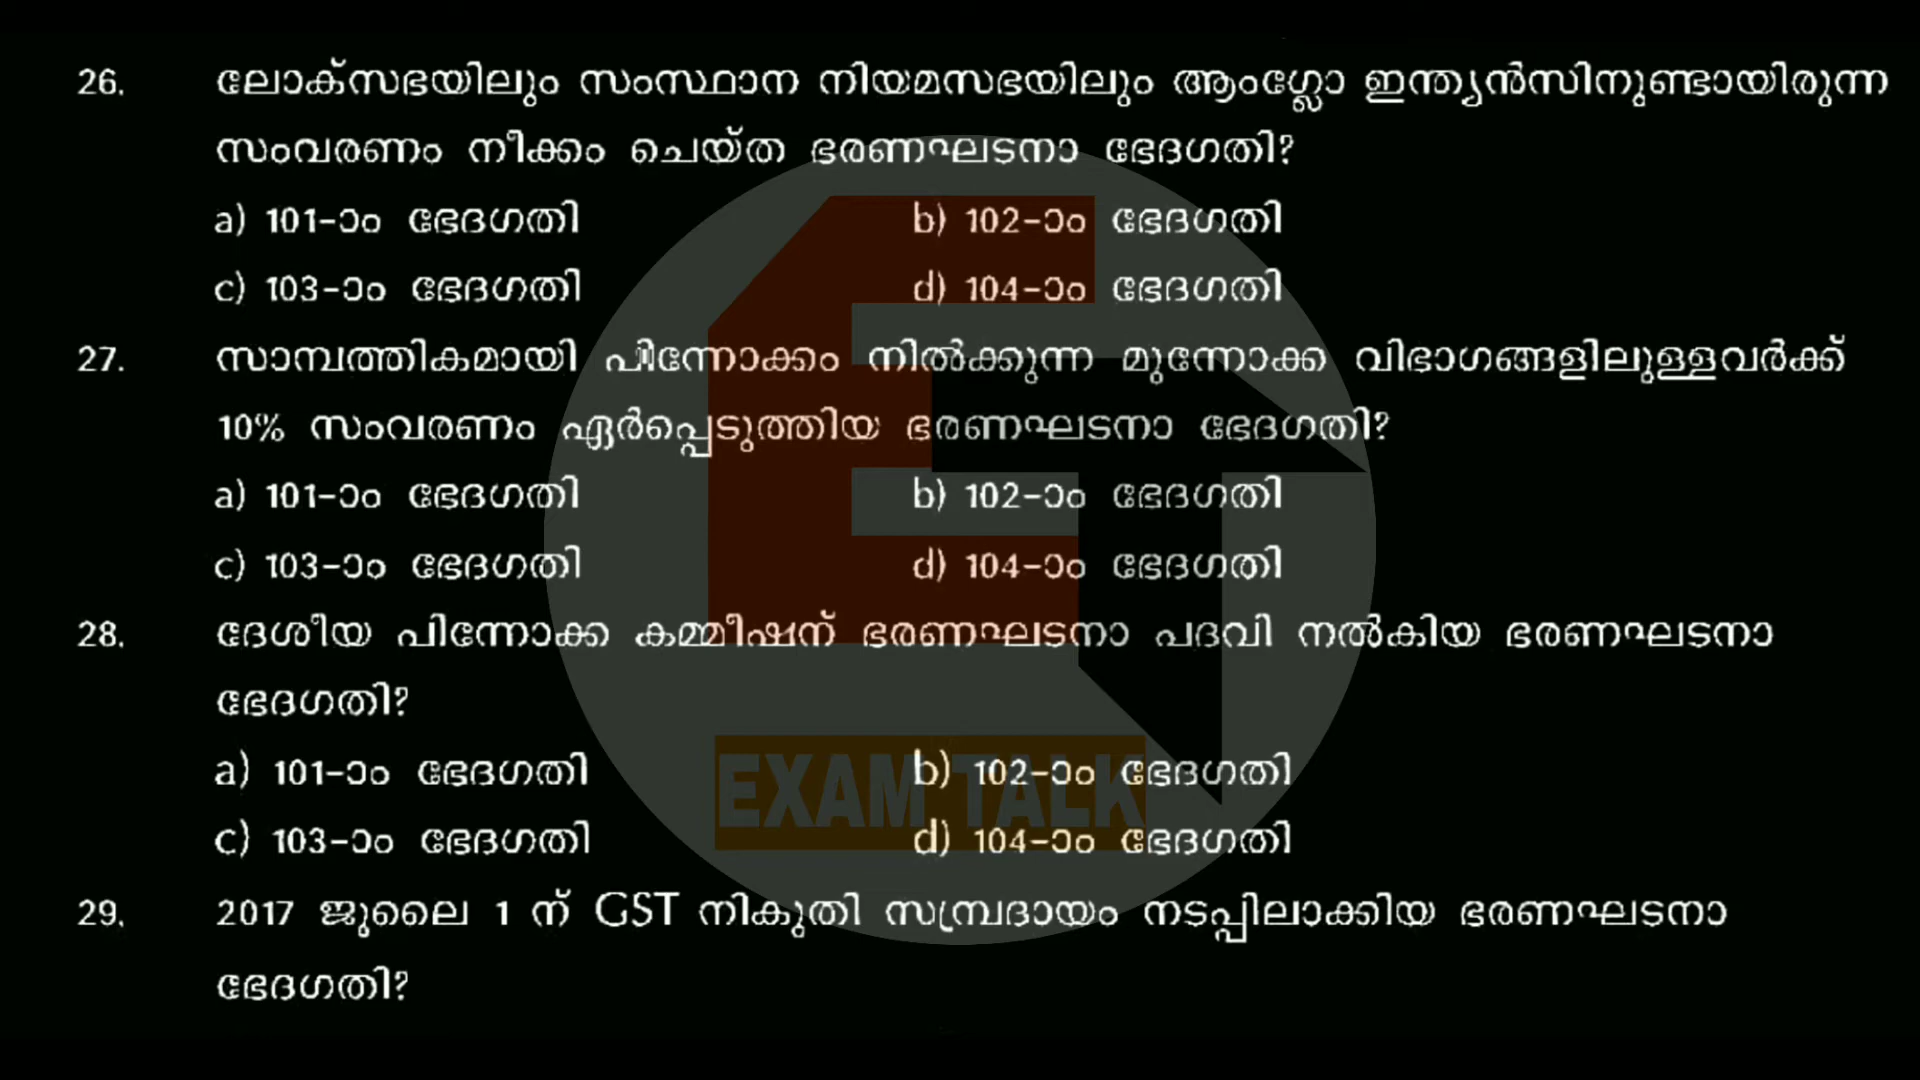 26. ലോക്സഭയിലും സംസ്ഥാന നിയമസഭയിലും ആംഗ്ലോ ഇന്ത്യൻസിനുണ്ടായിരുന്ന
സംവരണം നീക്കം ചെയ്ത ഭരണഘടനാ ഭേദഗതി?
a) 101-ാം ഭേദഗതി b) 102-ാം ഭേദഗതി
c) 103-ാം ഭേദഗതി d) 104-ാം ഭേദഗതി
27. സാമ്പത്തികമായി പിന്നോക്കം നിൽക്കുന്ന മുന്നോക്ക വിഭാഗങ്ങളിലുള്ളവർക്ക്
10% സംവരണം ഏർപ്പെടുത്തിയ ഭരണഘടനാ ഭേദഗതി?
a) 101-ാം ഭേദഗതി b) 102-ാം ഭേദഗതി
c) 103-ാം ഭേദഗതി d) 104-ാം ഭേദഗതി
28. ദേശീയ പിന്നോക്ക കമ്മീഷന് ഭരണഘടനാ പദവി നൽകിയ ഭരണഘടനാ
ഭേദഗതി?
a) 101-ാം ഭേദഗതി b) 102-ാം ഭേദഗതി
EXAM TALK
c) 103-ാം ഭേദഗതി d) 104-ാം ഭേദഗതി
29. 2017 ജുലൈ 1 ന് GST നികുതി സമ്പ്രദായം നടപ്പിലാക്കിയ ഭരണഘടനാ
ഭേദഗതി?